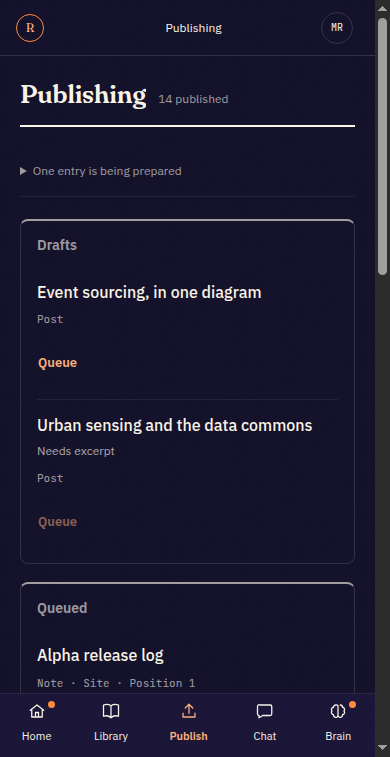 R
Publishing
MR
Publishing
14 published
One entry is being prepared
Drafts
Event sourcing, in one diagram
Post
Queue
Urban sensing and the data commons
Needs excerpt
Post
Queue
Queued
Alpha release log
Note · Site · Position 1
Home
Library
Publish
Chat
Brain